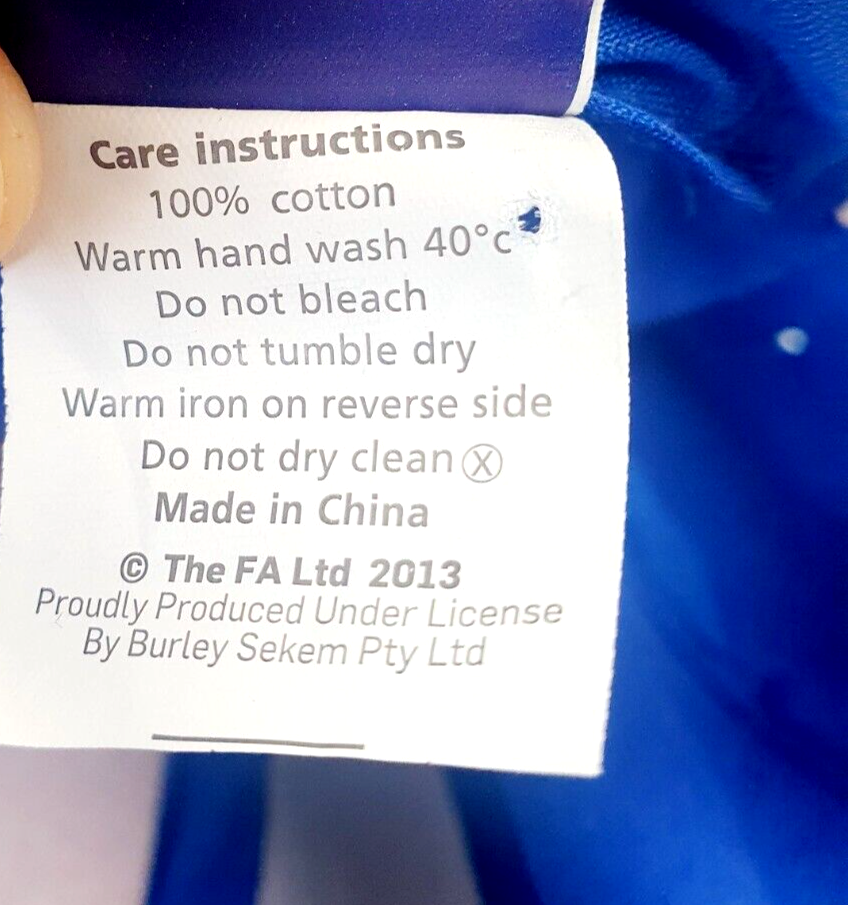 Care instructions
100% cotton
Warm hand wash 40°c
Do not bleach
Do not tumble dry
Warm iron on reverse side
Do not dry clean Ⓧ
Made in China
© The FA Ltd 2013
Proudly Produced Under License
By Burley Sekem Pty Ltd